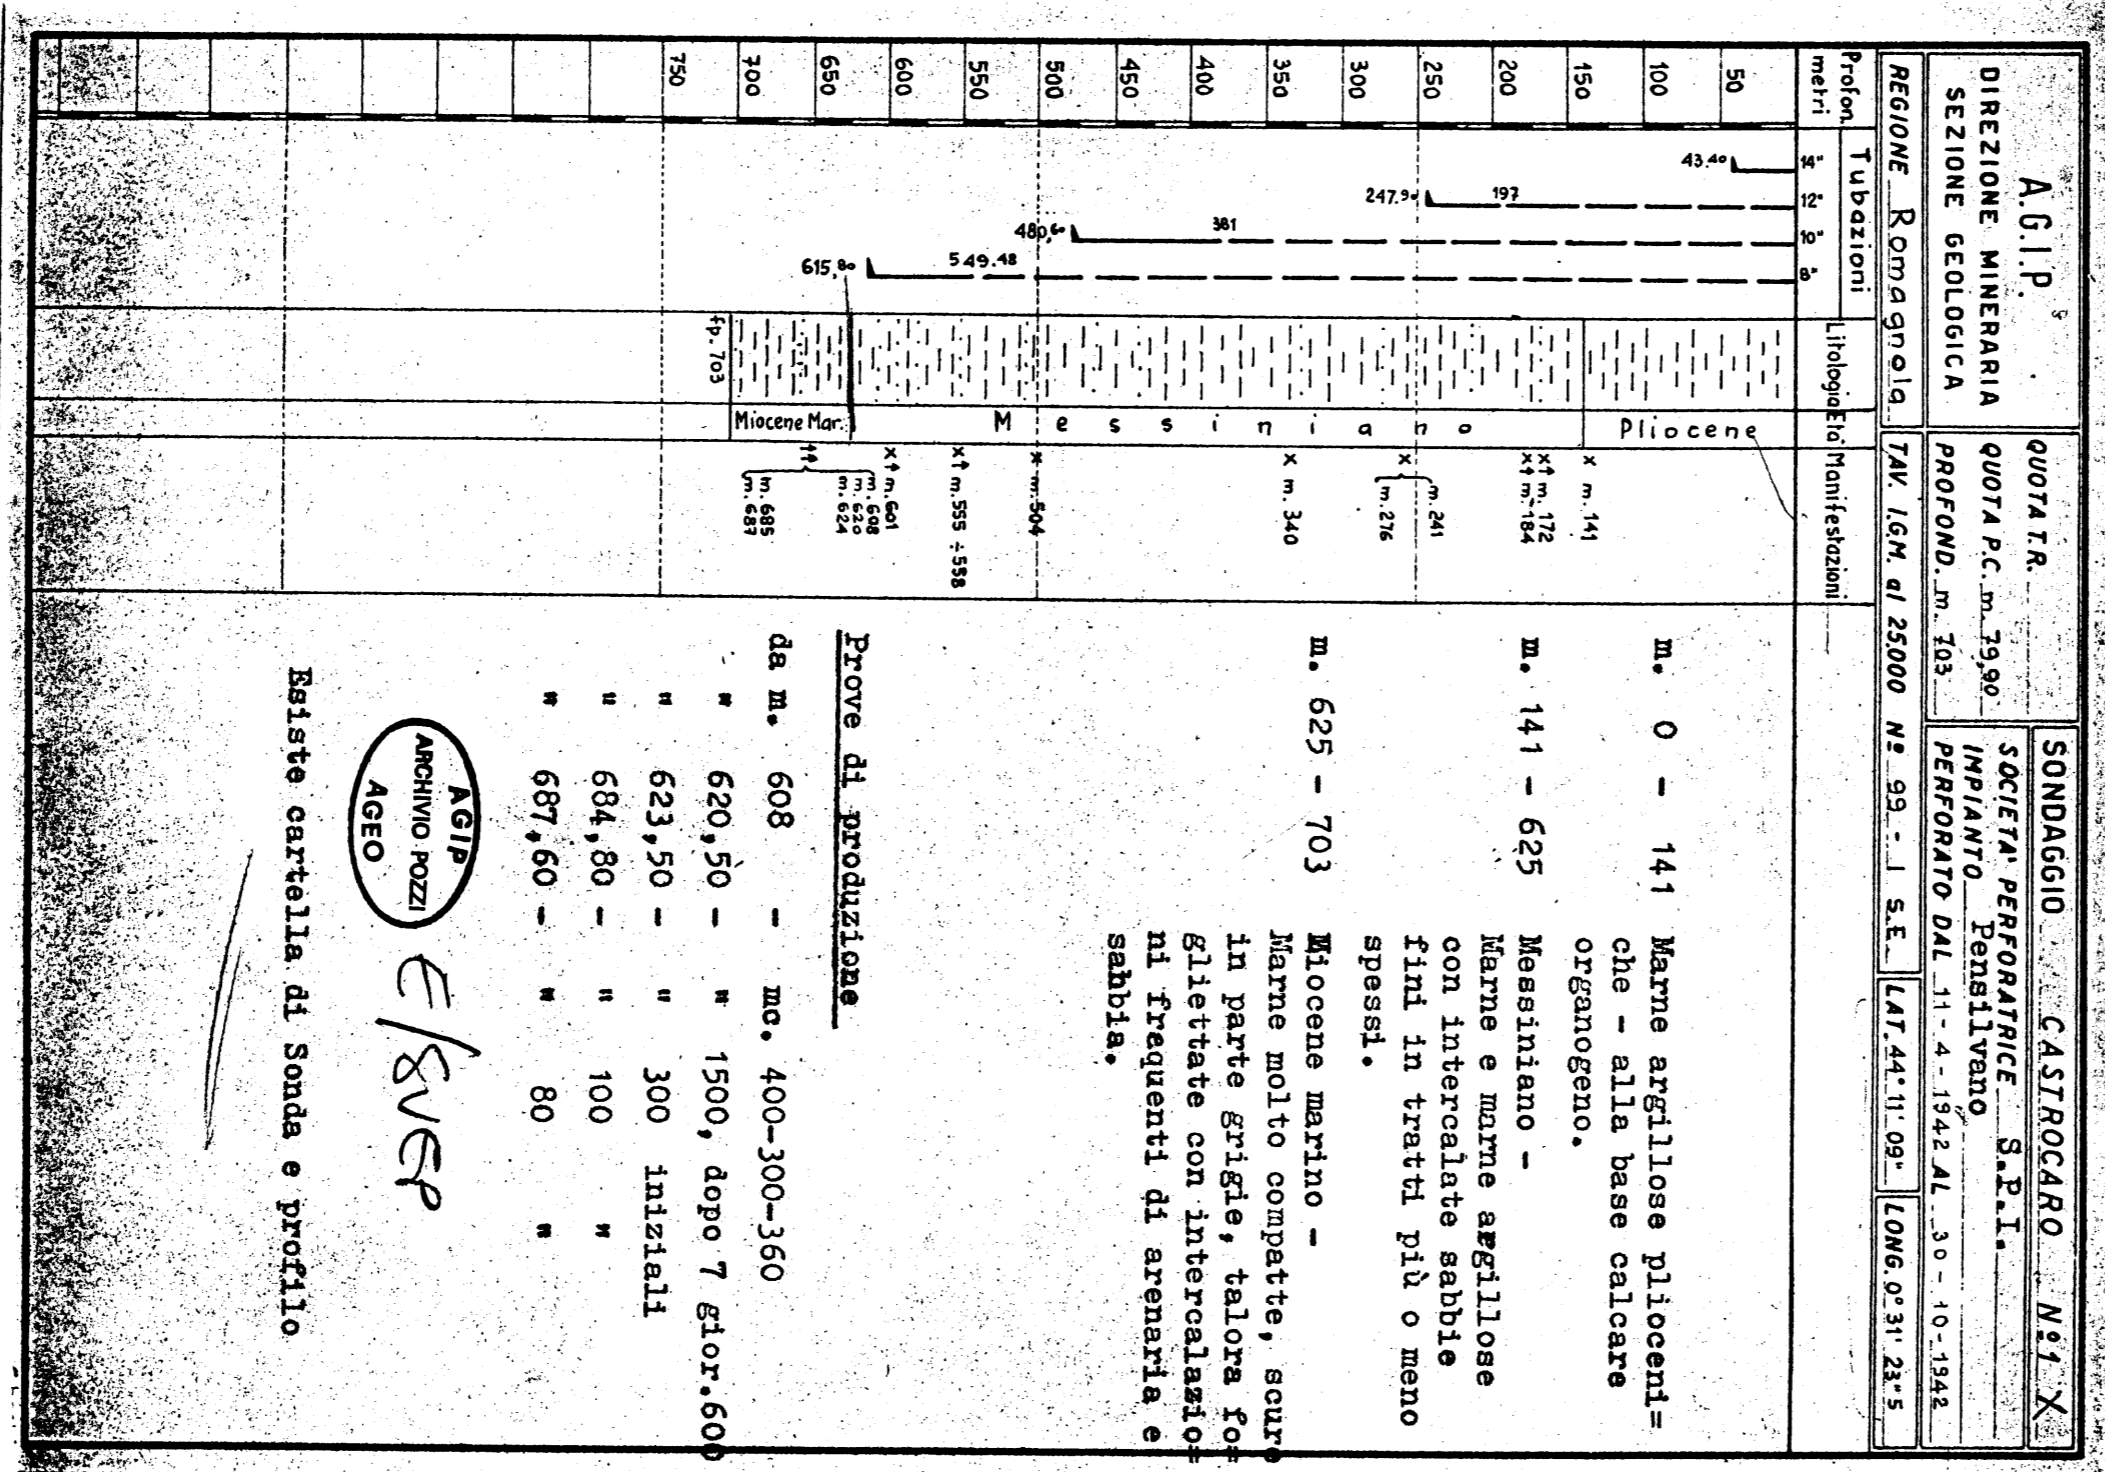 A.G.I.P.
DIREZIONE MINERARIA
SEZIONE GEOLOGICA
QUOTA T.R.
QUOTA P.C. m. 79,90
PROFOND. m. 703
SONDAGGIO CASTROCARO Nº 1 X
SOCIETA' PERFORATRICE S.P.I.
IMPIANTO Pensilvano
PERFORATO DAL 11-4-1942 AL 30-10-1942
REGIONE Romagnola
TAV. I.G.M. al 25.000 Nº 99-I S.E.
LAT. 44° 11' 09"
LONG. 0° 31' 23"5
Profon. metri
Tubazioni
14" 12" 10" 8"
Litologia
Età
Manifestazioni
50
100
150
200
250
300
350
400
450
500
550
600
650
700
750
43.40
197
247.90
381
480,60
549.48
615,80
fp. 703
Pliocene
Messiniano
Miocene Mar.
x m. 141
x↑ m. 172
x↑ m÷184
x
m. 241
m. 276
x m. 340
x m. 504
x↑ m. 555 ÷ 558
x↑ m. 601
↑↑
m. 608
m. 620
m. 624
m. 685
m. 687
m. 0 - 141 Marne argillose plioceni=
che - alla base calcare
organogeno.
m. 141 - 625 Messiniano -
Marne e marne argillose
con intercalate sabbie
fini in tratti più o meno
spessi.
m. 625 - 703 Miocene marino -
Marne molto compatte, scure
in parte grigie, talora fo=
gliettate con intercalazio=
ni frequenti di arenaria e
sabbia.
Prove di produzione
da m. 608 - mc. 400-300-360
" 620,50 - " 1500, dopo 7 gior.600
" 623,50 - " 300 iniziali
" 684,80 - " 100 "
" 687,60 - " 80 "
AGIP
ARCHIVIO POZZI
AGEO
Esiste cartella di Sonda e profilo